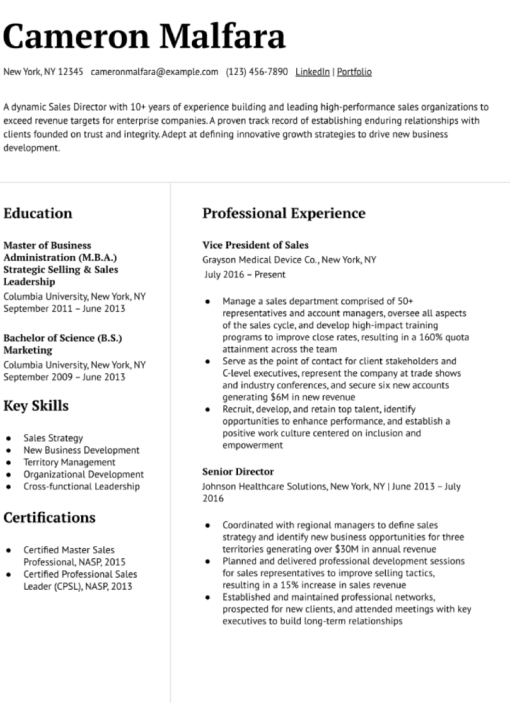 Cameron Malfara
New York, NY 12345 cameronmalfara@example.com (123) 456-7890 LinkedIn | Portfolio
A dynamic Sales Director with 10+ years of experience building and leading high-performance sales organizations to
exceed revenue targets for enterprise companies. A proven track record of establishing enduring relationships with
clients founded on trust and integrity. Adept at defining innovative growth strategies to drive new business
development.
Education
Master of Business
Administration (M.B.A.)
Strategic Selling & Sales
Leadership
Columbia University, New York, NY
September 2011 – June 2013
Bachelor of Science (B.S.)
Marketing
Columbia University, New York, NY
September 2009 – June 2013
Key Skills
● Sales Strategy
● New Business Development
● Territory Management
● Organizational Development
● Cross-functional Leadership
Certifications
● Certified Master Sales
Professional, NASP, 2015
● Certified Professional Sales
Leader (CPSL), NASP, 2013
Professional Experience
Vice President of Sales
Grayson Medical Device Co., New York, NY
July 2016 – Present
● Manage a sales department comprised of 50+
representatives and account managers, oversee all aspects
of the sales cycle, and develop high-impact training
programs to improve close rates, resulting in a 160% quota
attainment across the team
● Serve as the point of contact for client stakeholders and
C-level executives, represent the company at trade shows
and industry conferences, and secure six new accounts
generating $6M in new revenue
● Recruit, develop, and retain top talent, identify
opportunities to enhance performance, and establish a
positive work culture centered on inclusion and
empowerment
Senior Director
Johnson Healthcare Solutions, New York, NY | June 2013 – July
2016
● Coordinated with regional managers to define sales
strategy and identify new business opportunities for three
territories generating over $30M in annual revenue
● Planned and delivered professional development sessions
for sales representatives to improve selling tactics,
resulting in a 15% increase in sales revenue
● Established and maintained professional networks,
prospected for new clients, and attended meetings with key
executives to build long-term relationships